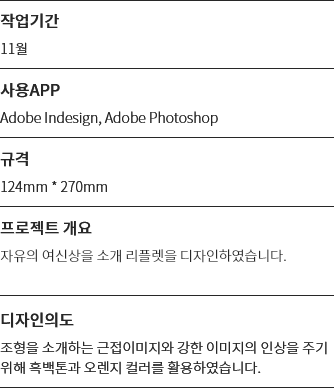 작업기간
11월
사용APP
Adobe Indesign, Adobe Photoshop
규격
124mm * 270mm
프로젝트 개요
자유의 여신상을 소개 리플렛을 디자인하였습니다.
디자인의도
조형을 소개하는 근접이미지와 강한 이미지의 인상을 주기
위해 흑백톤과 오렌지 컬러를 활용하였습니다.